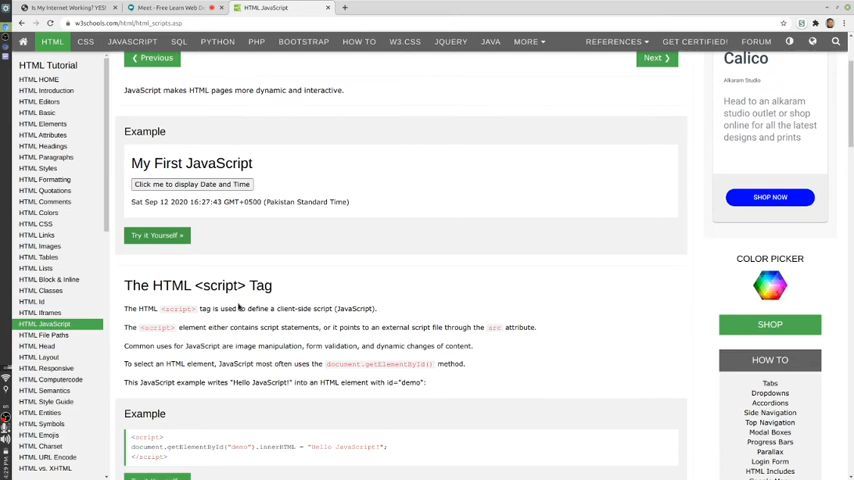 Is My Internet Working? YES!
Meet – Free Learn Web De
HTML JavaScript
w3schools.com/html/html_scripts.asp
HTML
CSS
JAVASCRIPT
SQL
PYTHON
PHP
BOOTSTRAP
HOW TO
W3.CSS
JQUERY
JAVA
MORE
REFERENCES
GET CERTIFIED!
FORUM
HTML Tutorial
HTML HOME
HTML Introduction
HTML Editors
HTML Basic
HTML Elements
HTML Attributes
HTML Headings
HTML Paragraphs
HTML Styles
HTML Formatting
HTML Quotations
HTML Comments
HTML Colors
HTML CSS
HTML Links
HTML Images
HTML Tables
HTML Lists
HTML Block & Inline
HTML Classes
HTML Id
HTML Iframes
HTML JavaScript
HTML File Paths
HTML Head
HTML Layout
HTML Responsive
HTML Computercode
HTML Semantics
HTML Style Guide
HTML Entities
HTML Symbols
HTML Emojis
HTML Charset
HTML URL Encode
HTML vs. XHTML
❮ Previous
Next ❯
JavaScript makes HTML pages more dynamic and interactive.
Example
My First JavaScript
Click me to display Date and Time
Sat Sep 12 2020 16:27:43 GMT+0500 (Pakistan Standard Time)
Try it Yourself »
The HTML <script> Tag
The HTML <script> tag is used to define a client-side script (JavaScript).
The <script> element either contains script statements, or it points to an external script file through the src attribute.
Common uses for JavaScript are image manipulation, form validation, and dynamic changes of content.
To select an HTML element, JavaScript most often uses the document.getElementById() method.
This JavaScript example writes "Hello JavaScript!" into an HTML element with id="demo":
Example
<script>
document.getElementById("demo").innerHTML = "Hello JavaScript!";
</script>
Calico
Alkaram Studio
Head to an alkaram
studio outlet or shop
online for all the latest
designs and prints
SHOP NOW
COLOR PICKER
SHOP
HOW TO
Tabs
Dropdowns
Accordions
Side Navigation
Top Navigation
Modal Boxes
Progress Bars
Parallax
Login Form
HTML Includes
4:29 PM